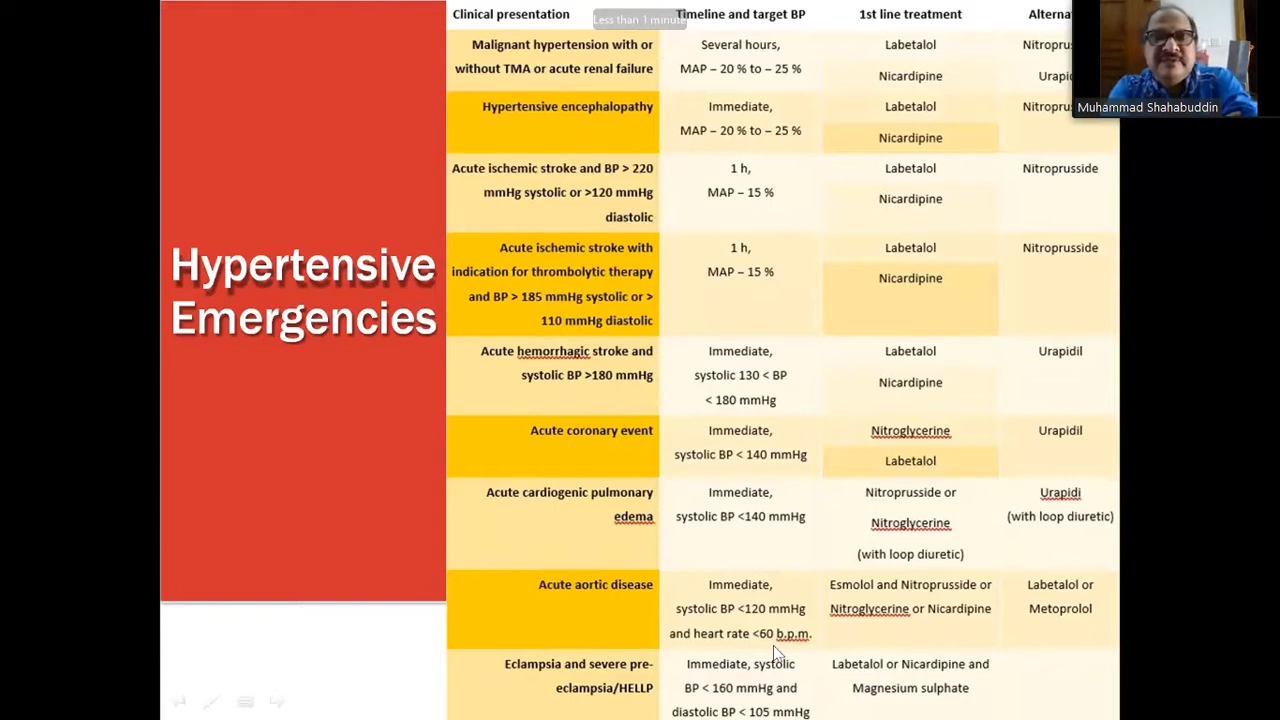 Hypertensive
Emergencies
Less than 1 minute
Clinical presentation
Timeline and target BP
1st line treatment
Malignant hypertension with or
without TMA or acute renal failure
Several hours,
MAP – 20 % to – 25 %
Labetalol
Nicardipine
Hypertensive encephalopathy
Immediate,
MAP – 20 % to – 25 %
Labetalol
Nicardipine
Acute ischemic stroke and BP > 220
mmHg systolic or >120 mmHg
diastolic
1 h,
MAP – 15 %
Labetalol
Nicardipine
Nitroprusside
Acute ischemic stroke with
indication for thrombolytic therapy
and BP > 185 mmHg systolic or >
110 mmHg diastolic
1 h,
MAP – 15 %
Labetalol
Nicardipine
Nitroprusside
Acute hemorrhagic stroke and
systolic BP >180 mmHg
Immediate,
systolic 130 < BP
< 180 mmHg
Labetalol
Nicardipine
Urapidil
Acute coronary event
Immediate,
systolic BP < 140 mmHg
Nitroglycerine
Labetalol
Urapidil
Acute cardiogenic pulmonary
edema
Immediate,
systolic BP <140 mmHg
Nitroprusside or
Nitroglycerine
(with loop diuretic)
Urapidi
(with loop diuretic)
Acute aortic disease
Immediate,
systolic BP <120 mmHg
and heart rate <60 b.p.m.
Esmolol and Nitroprusside or
Nitroglycerine or Nicardipine
Labetalol or
Metoprolol
Eclampsia and severe pre-
eclampsia/HELLP
Immediate, systolic
BP < 160 mmHg and
diastolic BP < 105 mmHg
Labetalol or Nicardipine and
Magnesium sulphate
Muhammad Shahabuddin